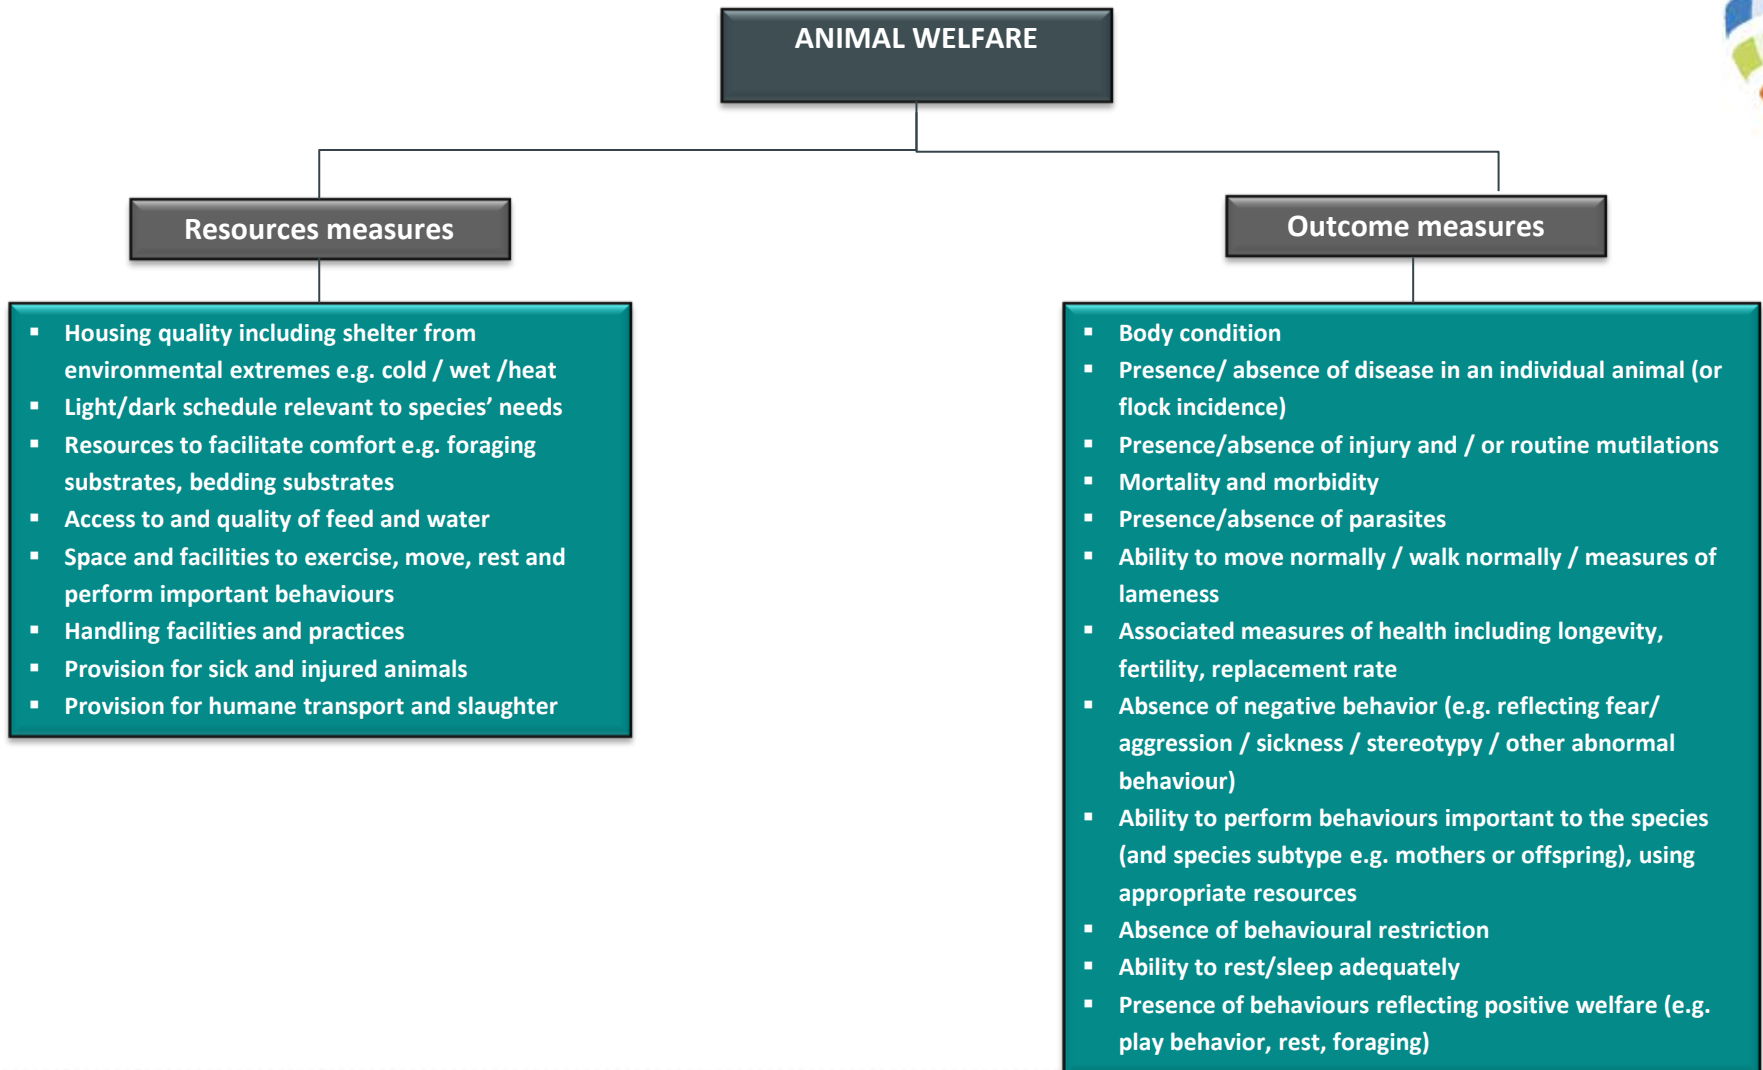 ANIMAL WELFARE
Resources measures
▪ Housing quality including shelter from
environmental extremes e.g. cold / wet /heat
▪ Light/dark schedule relevant to species’ needs
▪ Resources to facilitate comfort e.g. foraging
substrates, bedding substrates
▪ Access to and quality of feed and water
▪ Space and facilities to exercise, move, rest and
perform important behaviours
▪ Handling facilities and practices
▪ Provision for sick and injured animals
▪ Provision for humane transport and slaughter
Outcome measures
▪ Body condition
▪ Presence/ absence of disease in an individual animal (or
flock incidence)
▪ Presence/absence of injury and / or routine mutilations
▪ Mortality and morbidity
▪ Presence/absence of parasites
▪ Ability to move normally / walk normally / measures of
lameness
▪ Associated measures of health including longevity,
fertility, replacement rate
▪ Absence of negative behavior (e.g. reflecting fear/
aggression / sickness / stereotypy / other abnormal
behaviour)
▪ Ability to perform behaviours important to the species
(and species subtype e.g. mothers or offspring), using
appropriate resources
▪ Absence of behavioural restriction
▪ Ability to rest/sleep adequately
▪ Presence of behaviours reflecting positive welfare (e.g.
play behavior, rest, foraging)